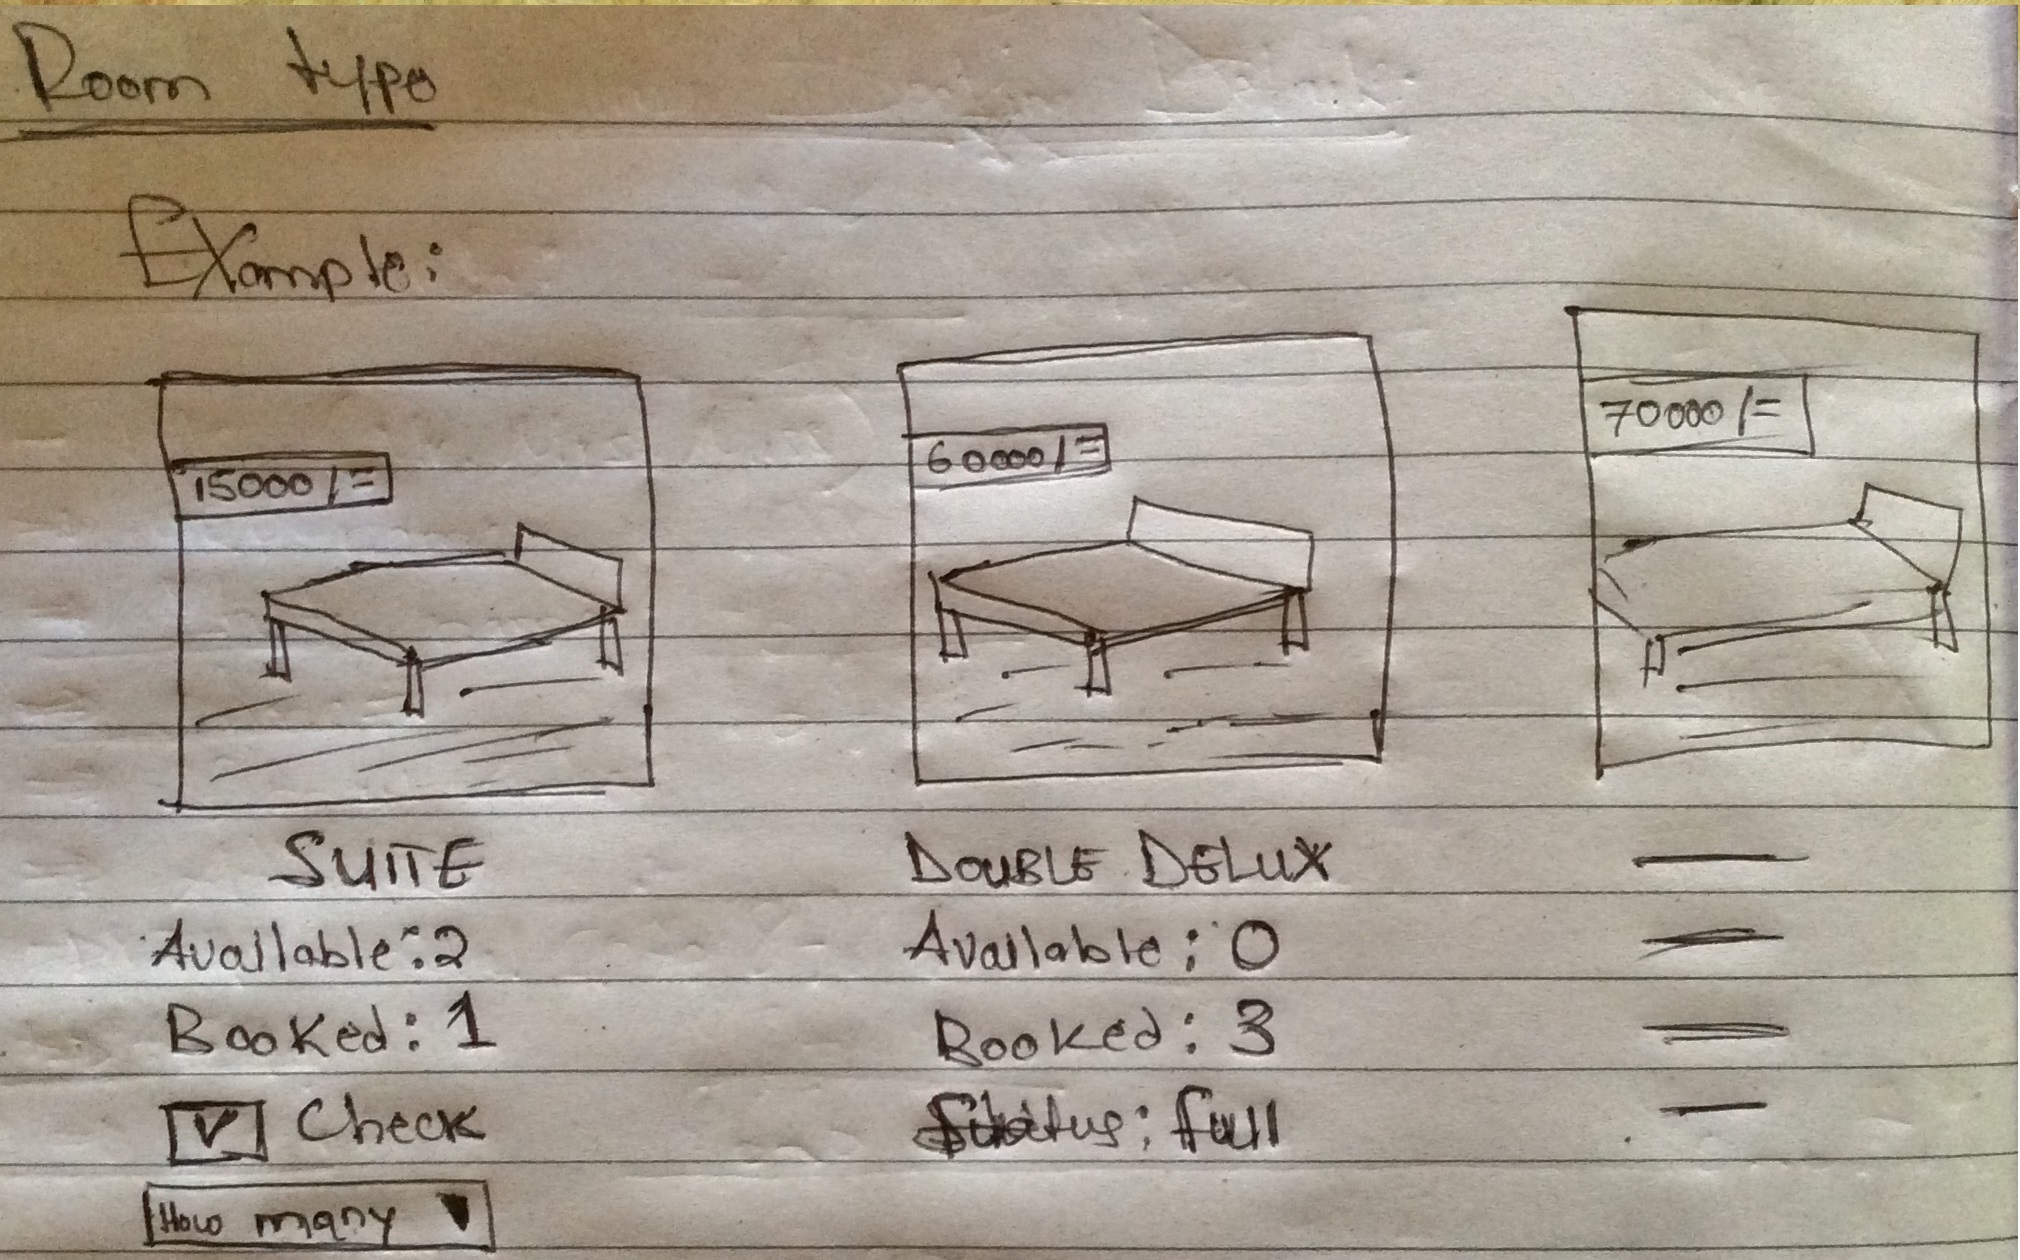 Room type
Example:
15000/=
60000/=
70000/=
SUITE
Available: 2
Booked: 1
Check
How many
DOUBLE DELUX
Available: 0
Booked: 3
Status: full